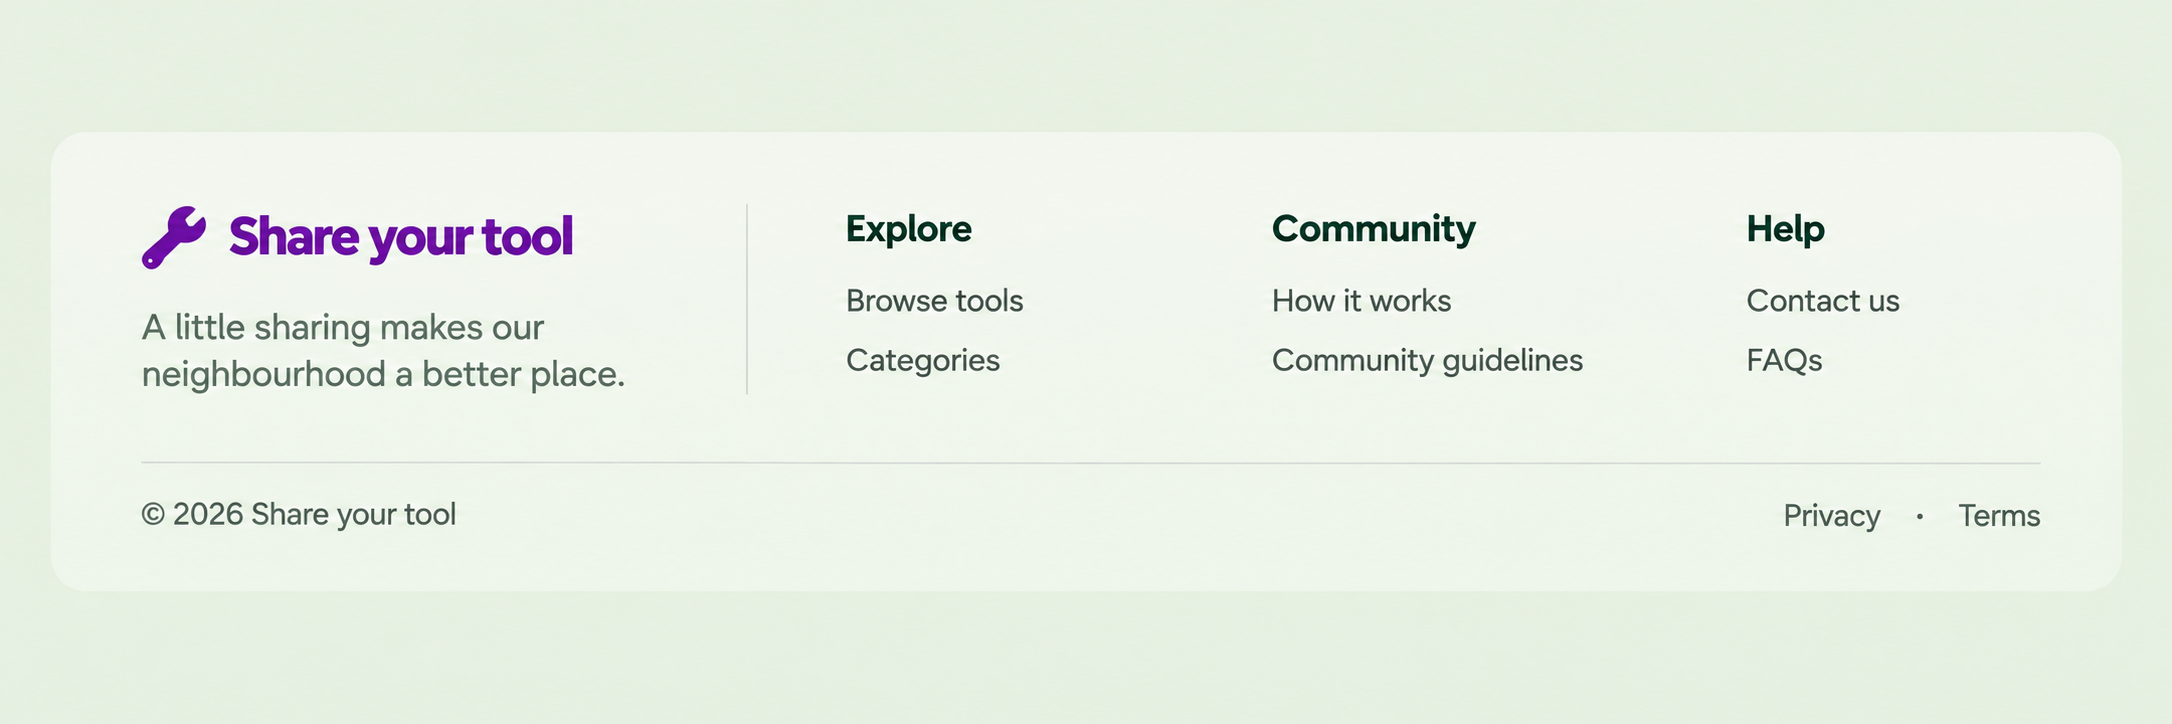 Share your tool
A little sharing makes our
neighbourhood a better place.
Explore
Browse tools
Categories
Community
How it works
Community guidelines
Help
Contact us
FAQs
© 2026 Share your tool
Privacy • Terms